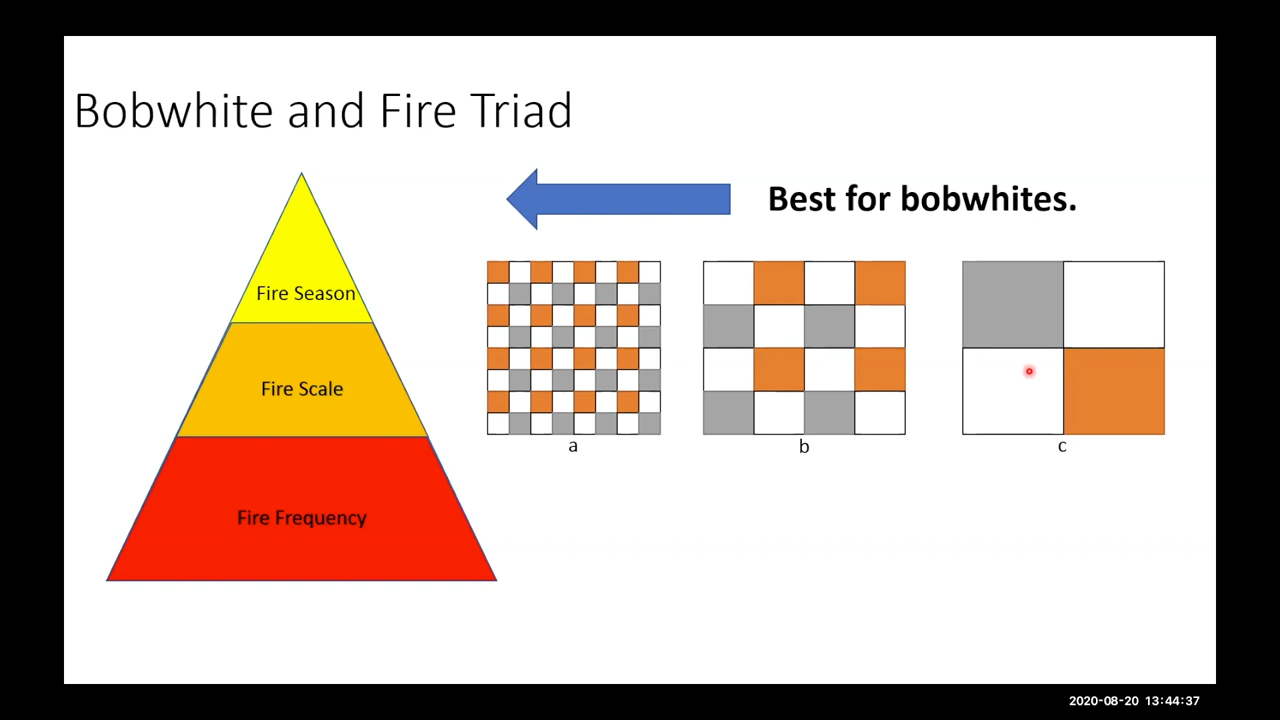 Bobwhite and Fire Triad
Best for bobwhites.
Fire Season
Fire Scale
Fire Frequency
a
b
c
2020-08-20 13:44:37